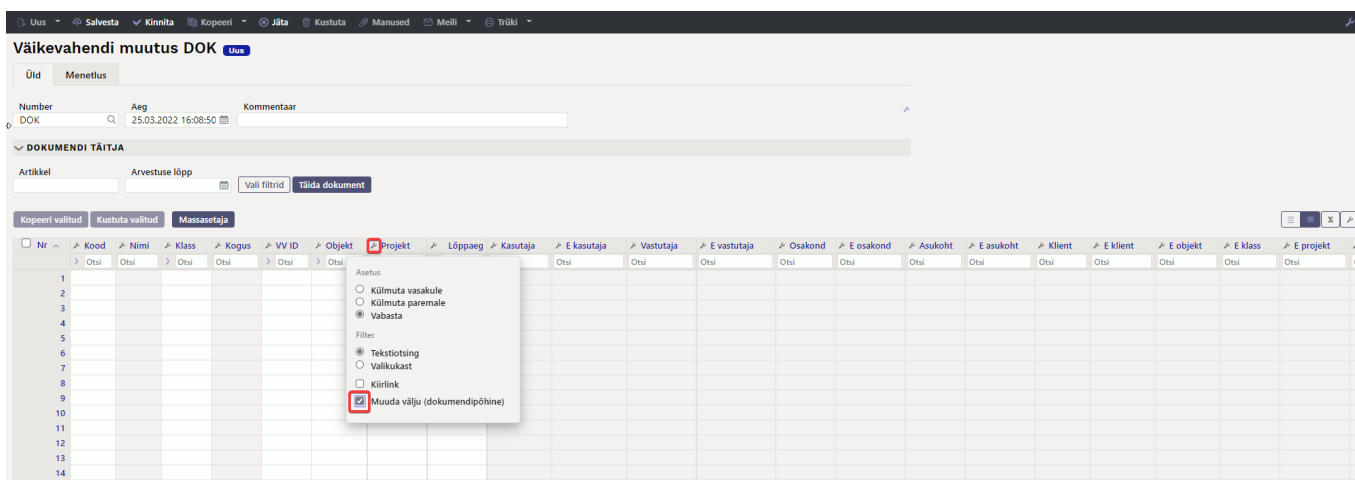 Uus Salvesta Kinnita Kopeeri Jäta Kustuta Manused Meili Trüki
Väikevahendi muutus DOK Uus
Üld Menetlus
Number Aeg Kommentaar
DOK 25.03.2022 16:08:50
DOKUMENDI TÄITJA
Artikkel Arvestuse lõpp
Vali filtrid Täida dokument
Kopeeri valitud Kustuta valitud Massasetaja
Nr Kood Nimi Klass Kogus VV ID Objekt Projekt Lõppaeg Kasutaja E kasutaja Vastutaja E vastutaja Osakond E osakond Asukoht E asukoht Klient E klient E objekt E klass E projekt
Otsi Otsi Otsi Otsi Otsi Otsi Otsi Otsi Otsi Otsi Otsi Otsi Otsi Otsi Otsi Otsi Otsi Otsi
1
2
3
4
5
6
7
8
9
10
11
12
13
14
Asetus
Külmuta vasakule
Külmuta paremale
Vabasta
Filter
Tekstiotsing
Valikukast
Kiirlink
Muuda välju (dokumendipõhine)